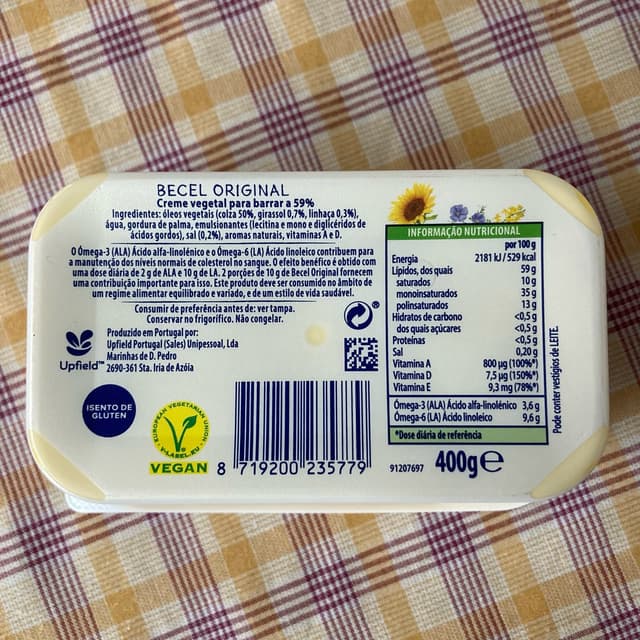 BECEL ORIGINAL
Creme vegetal para barrar a 59%
Ingredientes: óleos vegetais (colza 50%, girassol 0,7%, linhaça 0,3%),
água, gordura de palma, emulsionantes (lecitina e mono e diglicéridos de
ácidos gordos), sal (0,2%), aromas naturais, vitaminas A e D.
O Ómega-3 (ALA) Ácido alfa-linolénico e o Ómega-6 (LA) Ácido linoleico contribuem para
a manutenção dos níveis normais de colesterol no sangue. O efeito benéfico é obtido com
uma dose diária de 2 g de ALA e 10 g de LA. 2 porções de 10 g de Becel Original fornecem
uma contribuição importante para isso. Este produto deve ser consumido no âmbito de
um regime alimentar equilibrado e variado, e de um estilo de vida saudável.
Consumir de preferência antes de: ver tampa.
Conservar no frigorífico. Não congelar.
Produzido em Portugal por:
Upfield Portugal (Sales) Unipessoal, Lda
Marinhas de D. Pedro
2690-361 Sta. Iria de Azóia
Upfield™
ISENTO DE
GLUTEN
EUROPEAN VEGETARIAN UNION
V-LABEL.EU
VEGAN
8 719200 235779
INFORMAÇÃO NUTRICIONAL
por 100 g
Energia 2181 kJ / 529 kcal
Lípidos, dos quais 59 g
saturados 10 g
monoinsaturados 35 g
polinsaturados 13 g
Hidratos de carbono <0,5 g
dos quais açúcares <0,5 g
Proteínas <0,5 g
Sal 0,20 g
Vitamina A 800 µg (100%*)
Vitamina D 7,5 µg (150%*)
Vitamina E 9,3 mg (78%*)
Ómega-3 (ALA) Ácido alfa-linolénico 3,6 g
Ómega-6 (LA) Ácido linoleico 9,6 g
*Dose diária de referência
91207697
400g℮
Pode conter vestígios de LEITE.